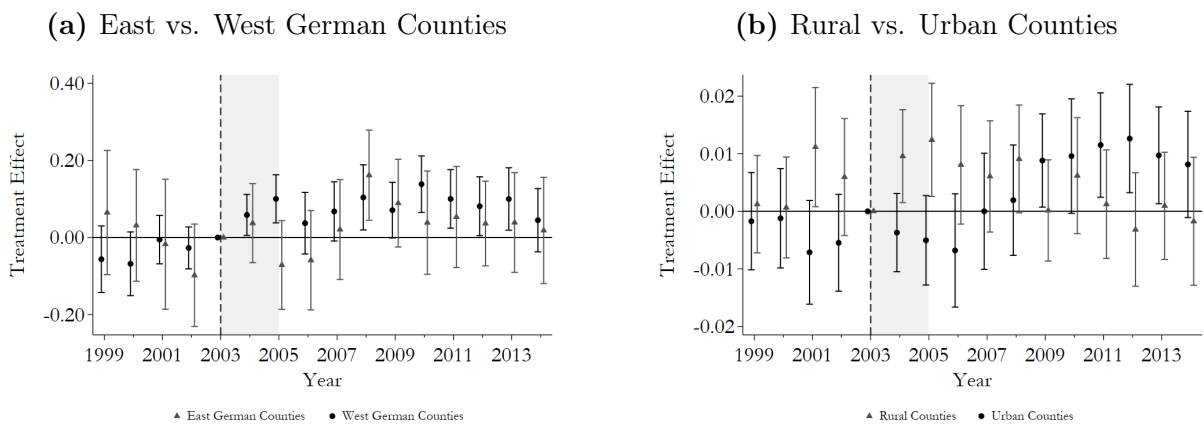 (a) East vs. West German Counties
0.40
0.20
0.00
-0.20
Treatment Effect
1999 2001 2003 2005 2007 2009 2011 2013
Year
East German Counties West German Counties
(b) Rural vs. Urban Counties
0.02
0.01
0.00
-0.01
-0.02
Treatment Effect
1999 2001 2003 2005 2007 2009 2011 2013
Year
Rural Counties Urban Counties